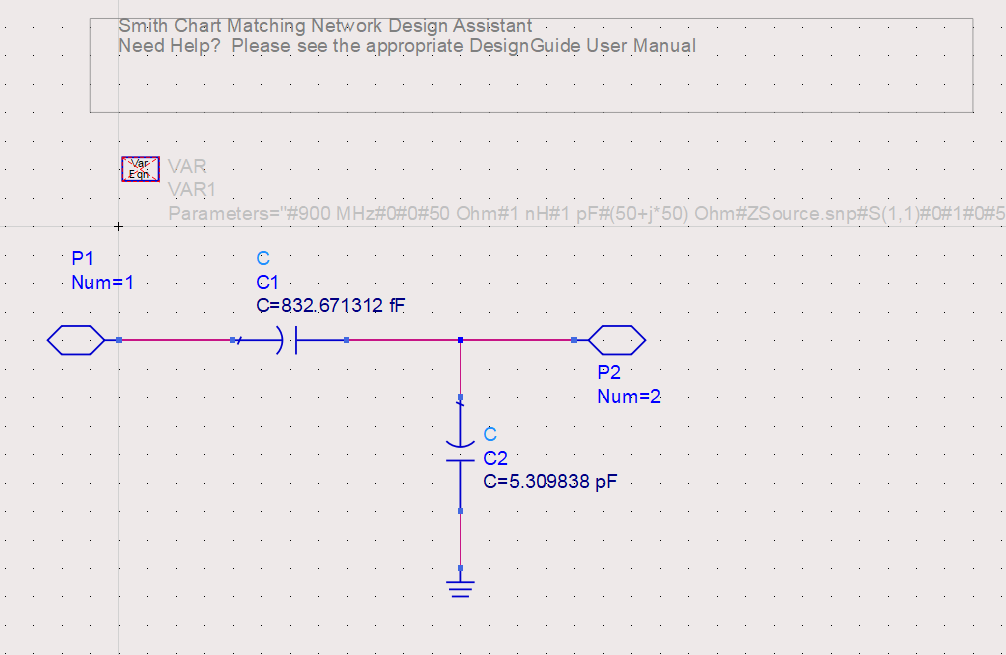 Smith Chart Matching Network Design Assistant
Need Help?  Please see the appropriate DesignGuide User Manual
Var
Eqn
VAR
VAR1
Parameters="#900 MHz#0#0#50 Ohm#1 nH#1 pF#(50+j*50) Ohm#ZSource.snp#S(1,1)#0#1#0#5
P1
Num=1
C
C1
C=832.671312 fF
P2
Num=2
C
C2
C=5.309838 pF